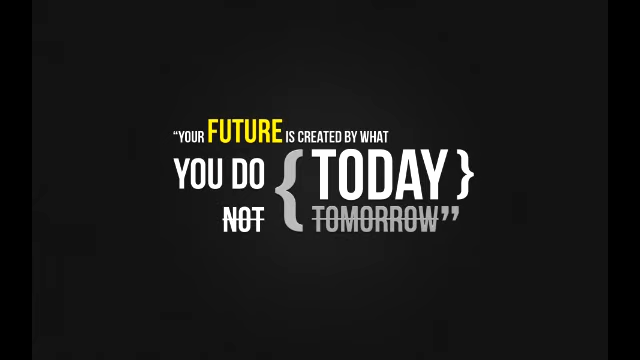 “YOUR FUTURE IS CREATED BY WHAT
YOU DO { TODAY }
NOT TOMORROW”